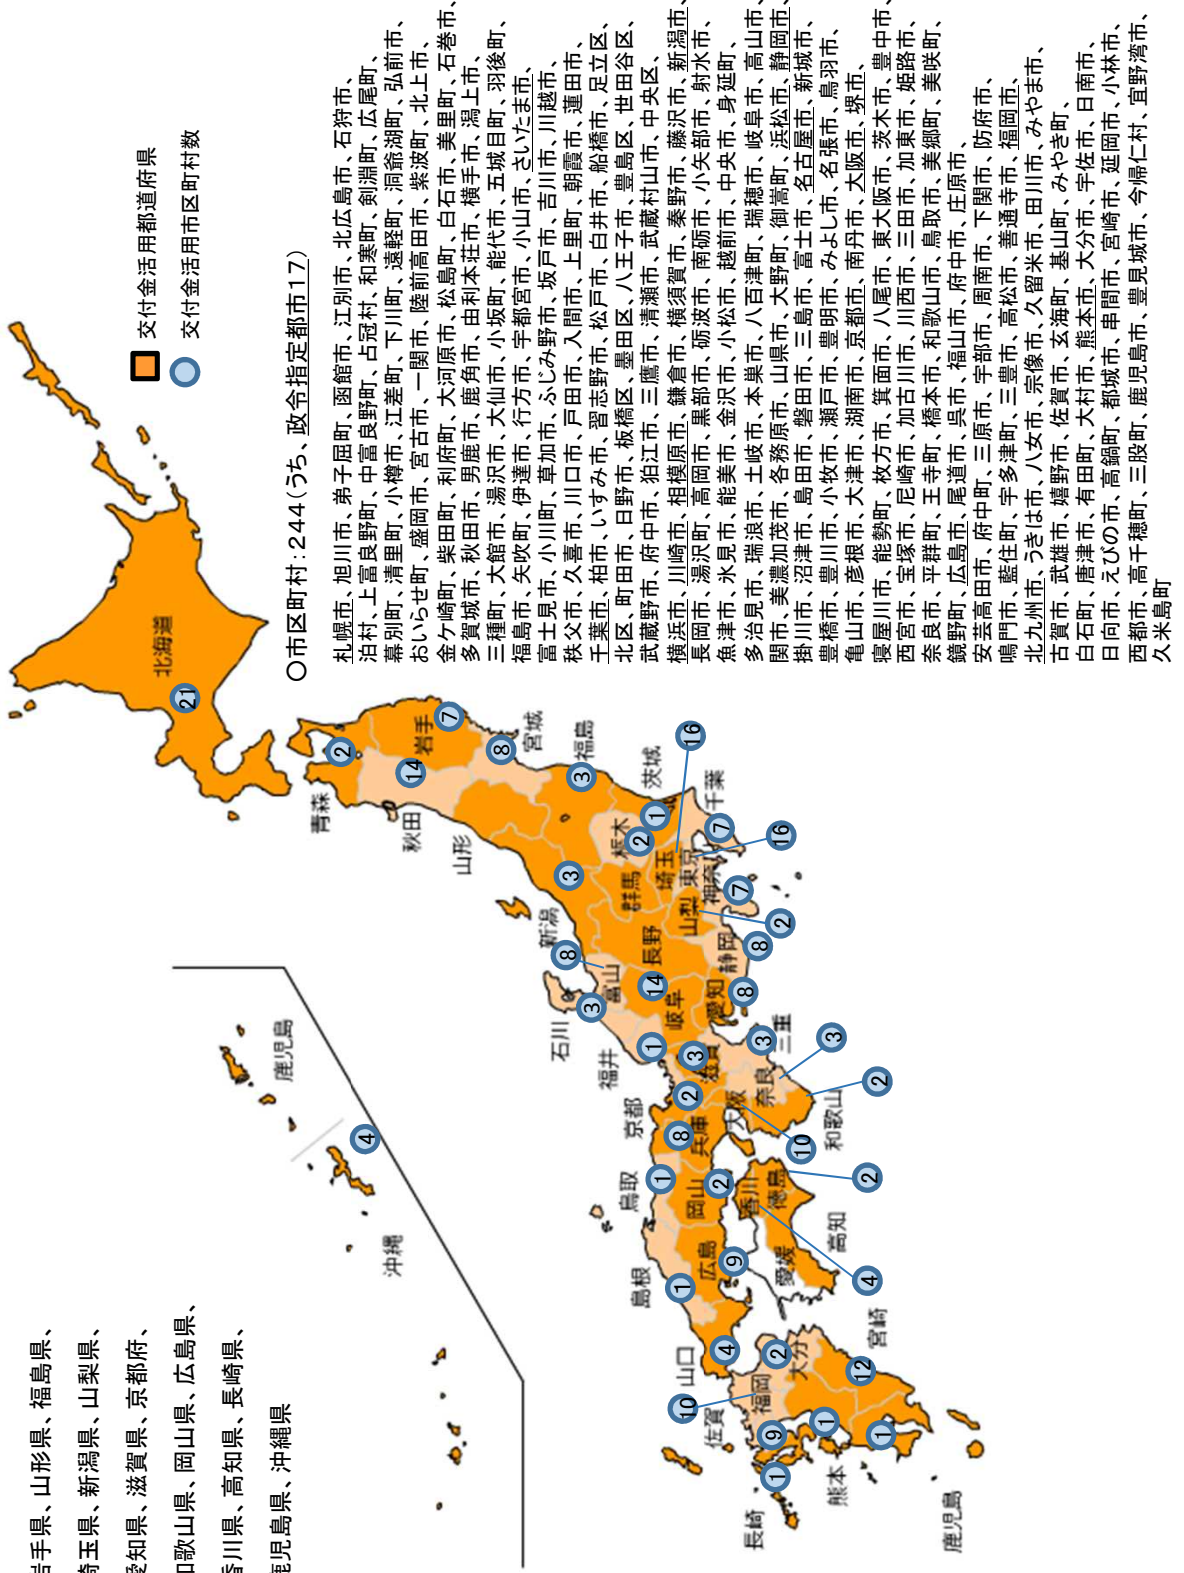 岩手県、山形県、福島県、
埼玉県、新潟県、山梨県、
愛知県、滋賀県、京都府、
和歌山県、岡山県、広島県、
香川県、高知県、長崎県、
鹿児島県、沖縄県
交付金活用都道府県
交付金活用市区町村数
〇市区町村：２４４（うち、政令指定都市１７）
札幌市、旭川市、弟子屈町、函館市、江別市、北広島市、石狩市、
泊村、上富良野町、中富良野町、占冠村、和寒町、剣淵町、広尾町、
幕別町、清里町、小樽市、江差町、下川町、遠軽町、洞爺湖町、弘前市、
おいらせ町、盛岡市、宮古市、一関市、陸前高田市、紫波町、北上市、
金ケ崎町、柴田町、利府町、大河原市、松島町、白石市、美里町、石巻市、
多賀城市、秋田市、男鹿市、鹿角市、由利本荘市、横手市、潟上市、
三種町、大館市、湯沢市、大仙市、小坂町、能代市、五城目町、羽後町、
福島市、矢吹町、伊達市、行方市、宇都宮市、小山市、さいたま市、
富士見市、小川町、草加市、ふじみ野市、坂戸市、吉川市、川越市、
秩父市、久喜市、川口市、戸田市、入間市、上里町、朝霞市、蓮田市、
千葉市、柏市、いすみ市、習志野市、松戸市、白井市、船橋市、足立区、
北区、町田市、日野市、板橋区、墨田区、八王子市、豊島区、世田谷区、
武蔵野市、府中市、狛江市、三鷹市、清瀬市、武蔵村山市、中央区、
横浜市、川崎市、相模原市、鎌倉市、横須賀市、秦野市、藤沢市、新潟市、
長岡市、湯沢町、高岡市、黒部市、砺波市、南砺市、小矢部市、射水市、
魚津市、氷見市、能美市、金沢市、小松市、越前市、中央市、身延町、
多治見市、瑞浪市、土岐市、本巣市、八百津町、瑞穂市、岐阜市、高山市、
関市、美濃加茂市、各務原市、山県市、大野町、御嵩町、浜松市、静岡市、
掛川市、沼津市、島田市、磐田市、三島市、富士市、名古屋市、新城市、
豊橋市、豊川市、小牧市、瀬戸市、豊明市、みよし市、名張市、鳥羽市、
亀山市、彦根市、大津市、湖南市、京都市、南丹市、大阪市、堺市、
寝屋川市、能勢町、枚方市、箕面市、八尾市、東大阪市、茨木市、豊中市、
西宮市、宝塚市、尼崎市、加古川市、川西市、三田市、加東市、姫路市、
奈良市、平群町、王寺町、橋本市、和歌山市、鳥取市、美郷町、美咲町、
鏡野町、広島市、尾道市、呉市、福山市、府中市、庄原市、
安芸高田市、府中町、三原市、宇部市、周南市、下関市、防府市、
鳴門市、藍住町、宇多津町、三豊市、高松市、善通寺市、福岡市、
北九州市、うきは市、八女市、宗像市、久留米市、田川市、みやま市、
古賀市、武雄市、嬉野市、佐賀市、玄海町、基山町、みやき町、
白石町、唐津市、有田町、大村市、熊本市、大分市、宇佐市、日南市、
日向市、えびの市、高鍋町、都城市、串間市、宮崎市、延岡市、小林市、
西都市、高千穂町、三股町、鹿児島市、豊見城市、今帰仁村、宜野湾市、
久米島町
北海道
21
青森
2
岩手
7
秋田
14
宮城
8
山形
福島
3
新潟
3
茨城
1
栃木
2
群馬
埼玉
16
千葉
7
東京
16
神奈川
7
山梨
2
長野
富山
8
石川
3
福井
1
岐阜
14
静岡
8
愛知
8
三重
3
滋賀
3
京都
2
大阪
10
兵庫
8
奈良
3
和歌山
2
鳥取
1
島根
1
岡山
2
広島
9
山口
4
香川
4
徳島
2
愛媛
高知
福岡
10
佐賀
9
長崎
1
熊本
1
大分
2
宮崎
12
鹿児島
1
鹿児島
沖縄
4